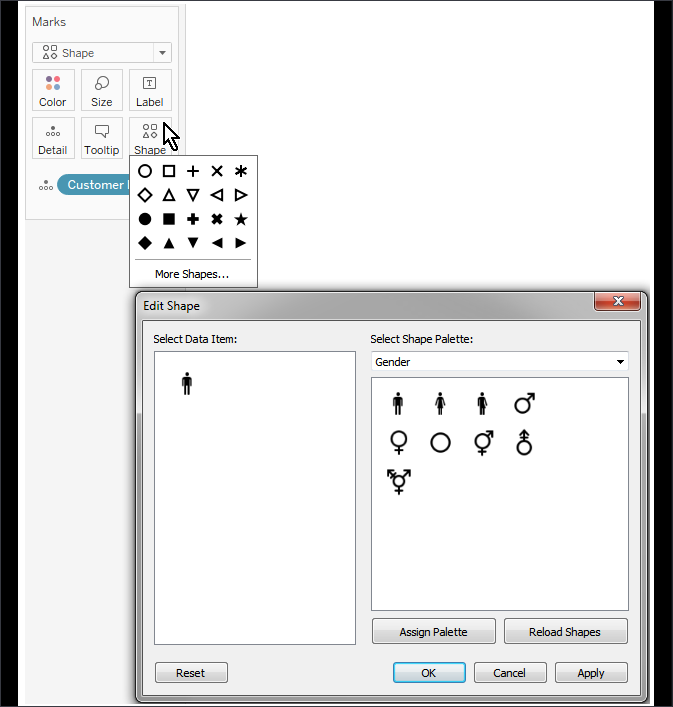 Marks
Shape
Color Size Label
Detail Tooltip Shape
Customer
More Shapes...
Edit Shape
Select Data Item:
Select Shape Palette:
Gender
Assign Palette Reload Shapes
Reset OK Cancel Apply